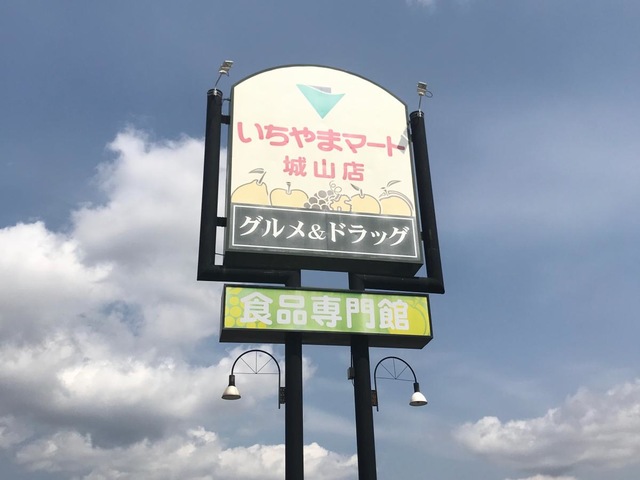 いちやまマート
城山店
グルメ&ドラッグ
食品専門館